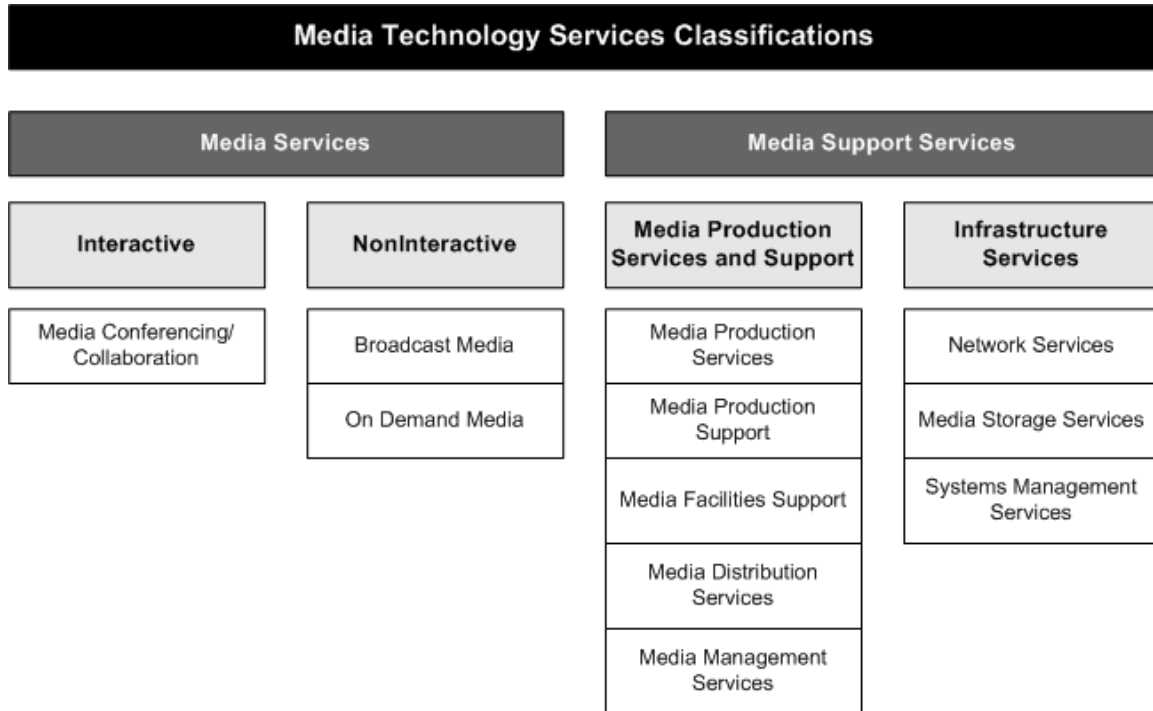 Media Technology Services Classifications
Media Services
Media Support Services
Interactive
NonInteractive
Media Production
Services and Support
Infrastructure
Services
Media Conferencing/
Collaboration
Broadcast Media
On Demand Media
Media Production
Services
Media Production
Support
Media Facilities Support
Media Distribution
Services
Media Management
Services
Network Services
Media Storage Services
Systems Management
Services